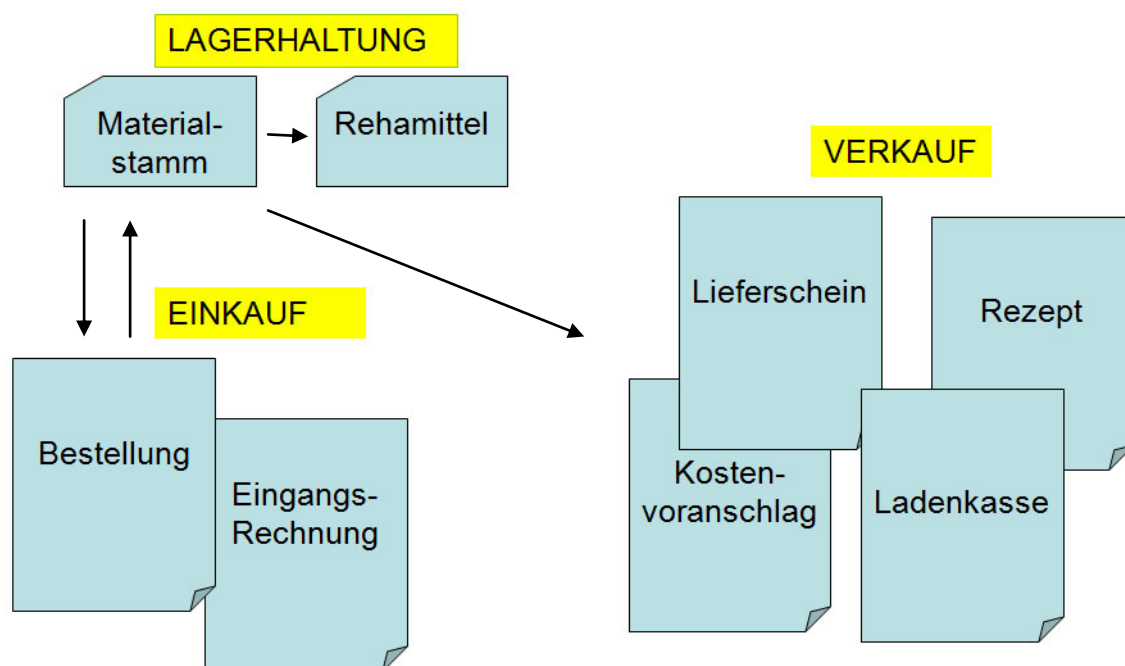 LAGERHALTUNG
Material-
stamm
Rehamittel
EINKAUF
Bestellung
Eingangs-
Rechnung
VERKAUF
Lieferschein
Rezept
Kosten-
voranschlag
Ladenkasse